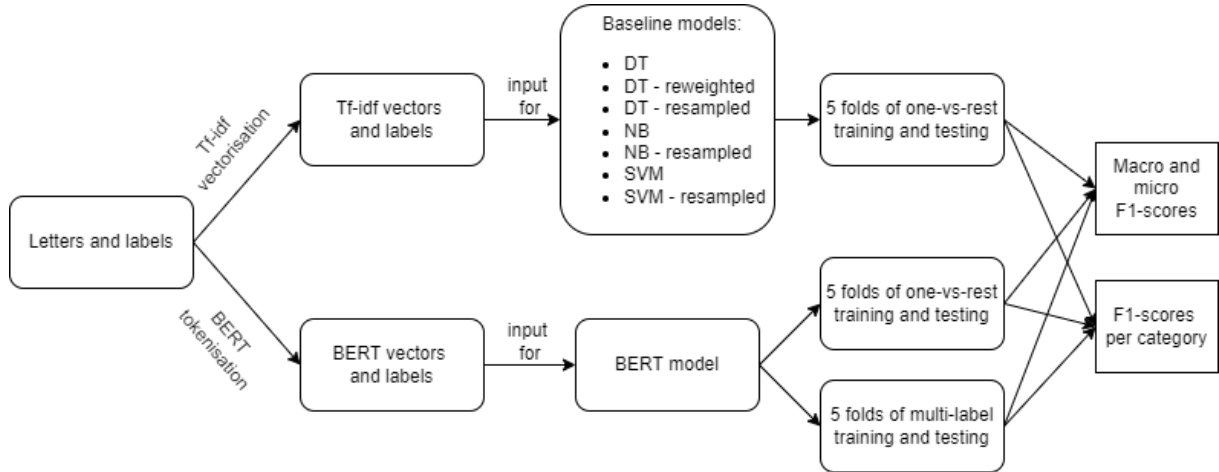 Baseline models:
• DT
• DT - reweighted
• DT - resampled
• NB
• NB - resampled
• SVM
• SVM - resampled
Tf-idf
vectorisation
Tf-idf vectors
and labels
input
for
5 folds of one-vs-rest
training and testing
Macro and
micro
F1-scores
Letters and labels
BERT
tokenisation
BERT vectors
and labels
input
for
BERT model
5 folds of one-vs-rest
training and testing
5 folds of multi-label
training and testing
F1-scores
per category